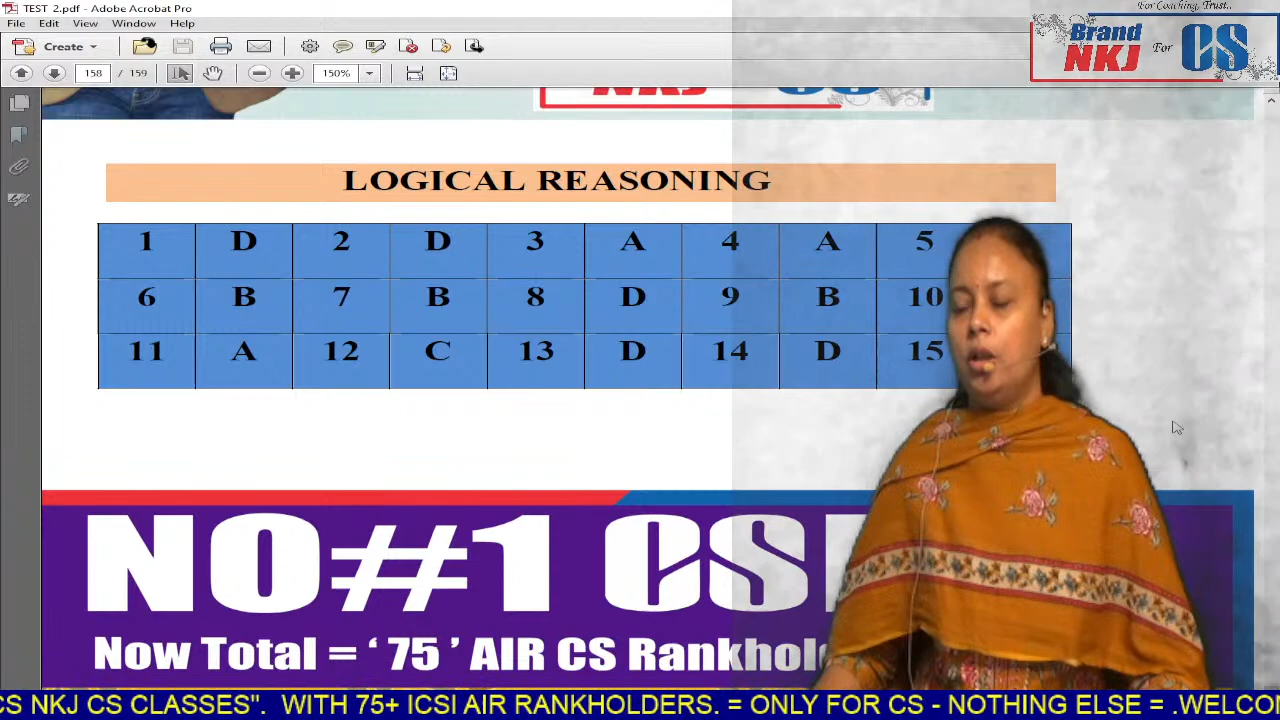 TEST 2.pdf - Adobe Acrobat Pro
File Edit View Window Help
Create
158 / 159 150%
For Coaching, Trust..
Brand
NKJ For CS
NKJ CS
LOGICAL REASONING
1 D 2 D 3 A 4 A 5
6 B 7 B 8 D 9 B 10
11 A 12 C 13 D 14 D 15
NO#1 CS
Now Total = ‘ 75 ’ AIR CS Rankhol
CS NKJ CS CLASSES". WITH 75+ ICSI AIR RANKHOLDERS. = ONLY FOR CS - NOTHING ELSE = .WELCO